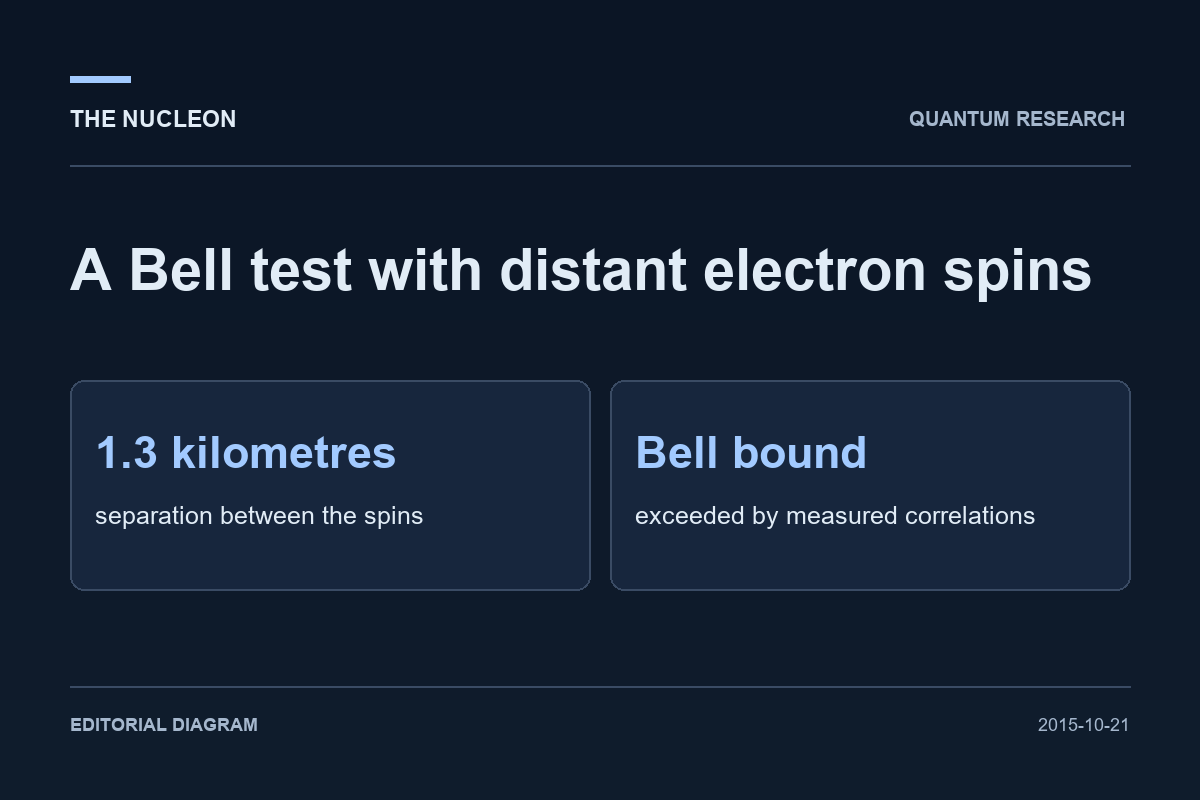 THE NUCLEON
QUANTUM RESEARCH
A Bell test with distant electron spins
1.3 kilometres
separation between the spins
Bell bound
exceeded by measured correlations
EDITORIAL DIAGRAM
2015-10-21